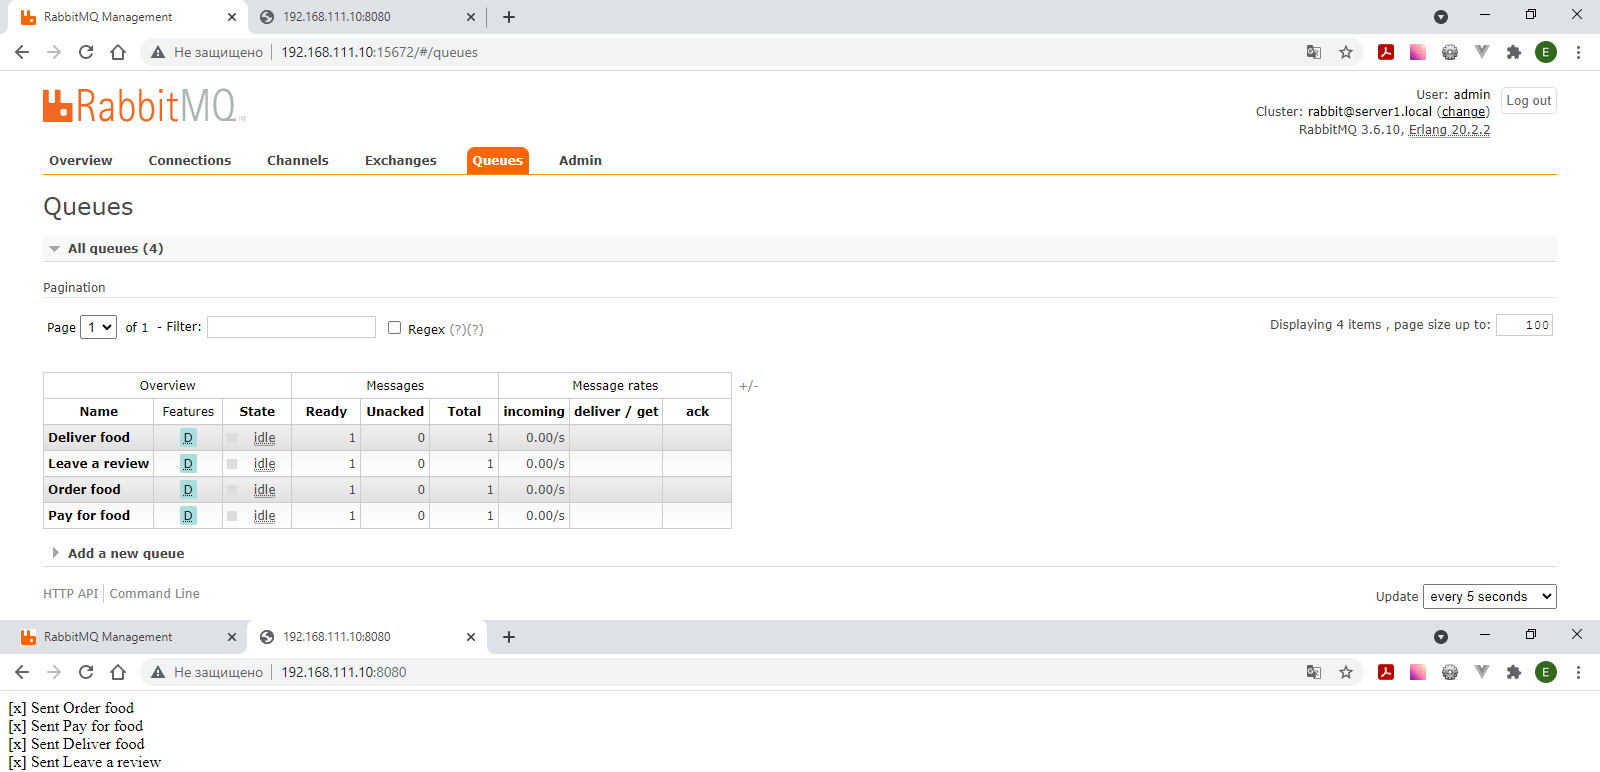 RabbitMQ Management 192.168.111.10:8080
Не защищено 192.168.111.10:15672/#/queues E
RabbitMQ TM
User: admin Log out
Cluster: rabbit@server1.local (change)
RabbitMQ 3.6.10, Erlang 20.2.2
Overview Connections Channels Exchanges Queues Admin
Queues
All queues (4)
Pagination
Page 1 of 1 - Filter: Regex (?)(?) Displaying 4 items , page size up to: 100
Overview Messages Message rates +/-
Name Features State Ready Unacked Total incoming deliver / get ack
Deliver food D idle 1 0 1 0.00/s
Leave a review D idle 1 0 1 0.00/s
Order food D idle 1 0 1 0.00/s
Pay for food D idle 1 0 1 0.00/s
Add a new queue
HTTP API Command Line Update every 5 seconds
RabbitMQ Management 192.168.111.10:8080
Не защищено 192.168.111.10:8080 E
[x] Sent Order food
[x] Sent Pay for food
[x] Sent Deliver food
[x] Sent Leave a review